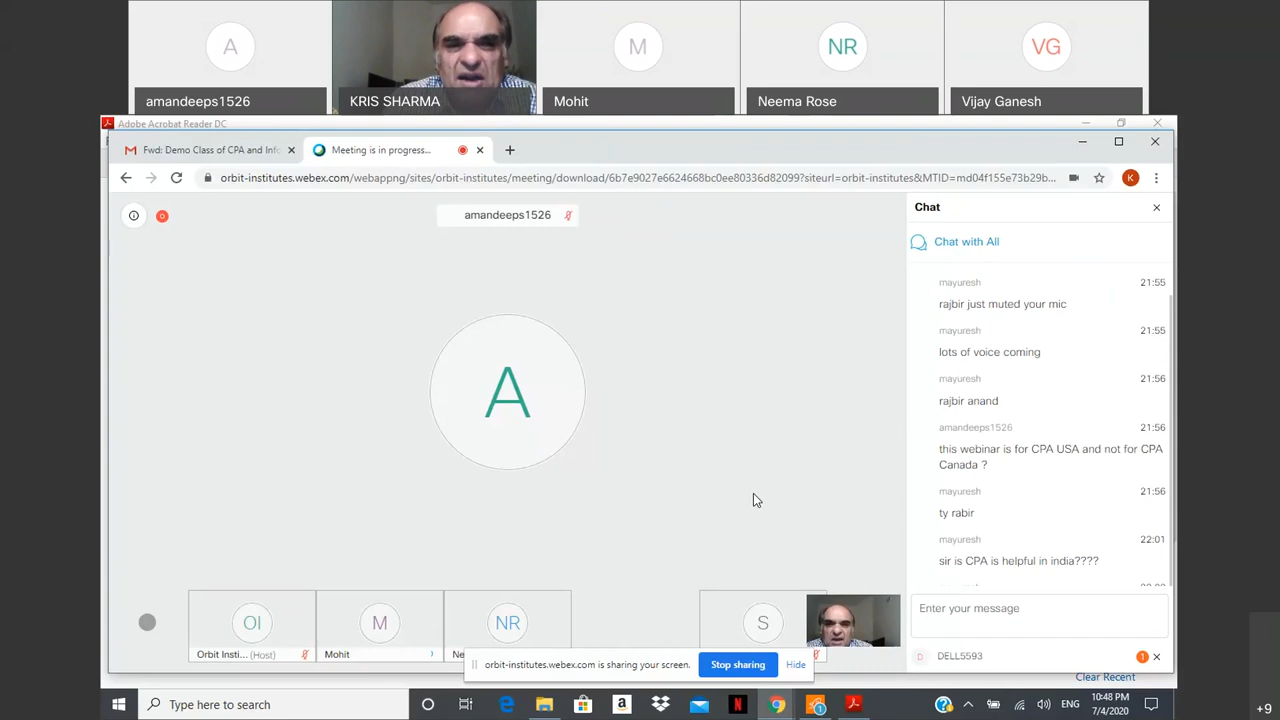 A
M
NR
VG
amandeeps1526
KRIS SHARMA
Mohit
Neema Rose
Vijay Ganesh
Adobe Acrobat Reader DC
Fwd: Demo Class of CPA and Info
Meeting is in progress...
orbit-institutes.webex.com/webappng/sites/orbit-institutes/meeting/download/6b7e9027e6624668bc0ee80336d82099?siteurl=orbit-institutes&MTID=md04f155e73b29b...
K
amandeeps1526
A
Chat
Chat with All
mayuresh 21:55
rajbir just muted your mic
mayuresh 21:55
lots of voice coming
mayuresh 21:56
rajbir anand
amandeeps1526 21:56
this webinar is for CPA USA and not for CPA
Canada ?
mayuresh 21:56
ty rabir
mayuresh 22:01
sir is CPA is helpful in india????
Enter your message
D DELL5593 1
OI
M
NR
S
Orbit Insti... (Host)
Mohit
orbit-institutes.webex.com is sharing your screen.
Stop sharing
Hide
Clear Recent
Type here to search
ENG
10:48 PM
7/4/2020
+9